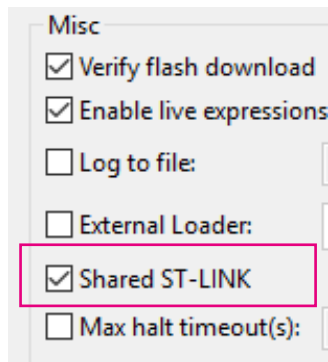 Misc
Verify flash download
Enable live expressions
Log to file:
External Loader:
Shared ST-LINK
Max halt timeout(s):